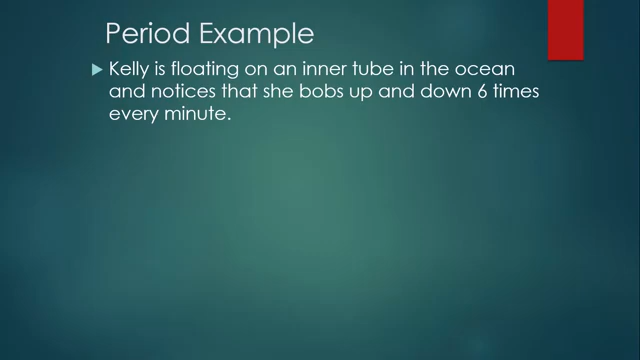 Period Example
Kelly is floating on an inner tube in the ocean
and notices that she bobs up and down 6 times
every minute.